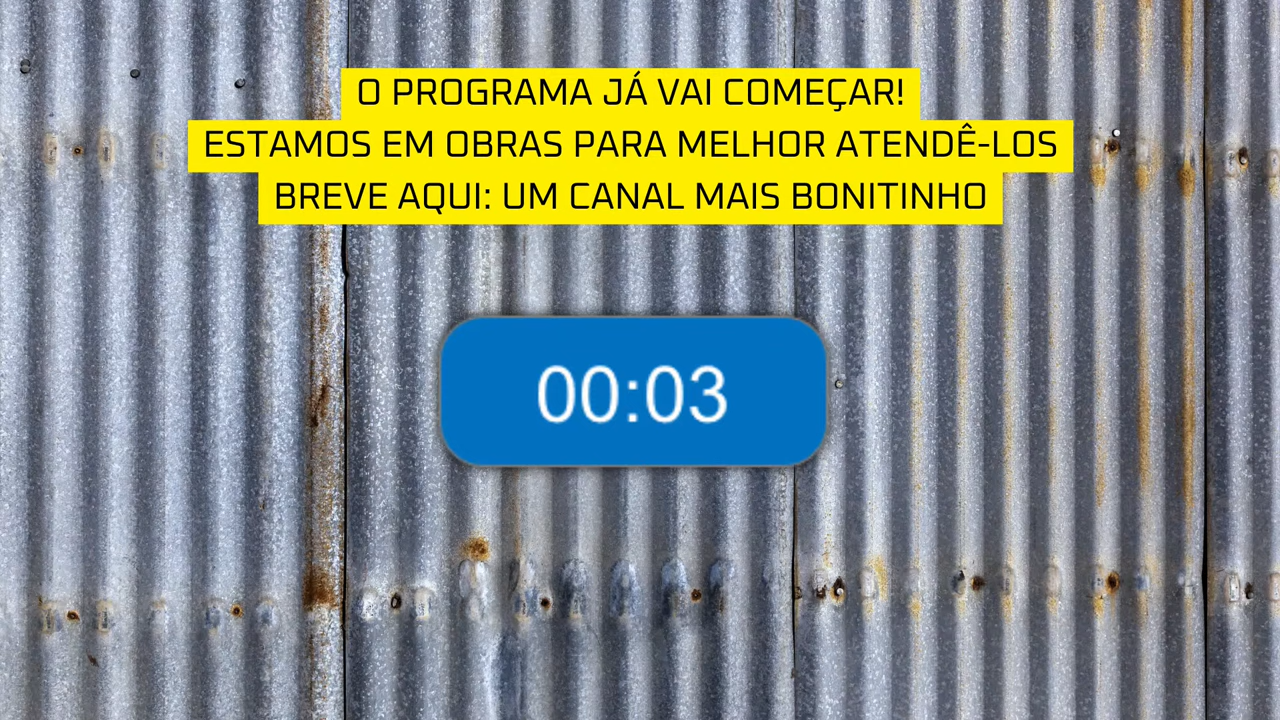 O PROGRAMA JÁ VAI COMEÇAR!
ESTAMOS EM OBRAS PARA MELHOR ATENDÊ-LOS
BREVE AQUI: UM CANAL MAIS BONITINHO
00:03